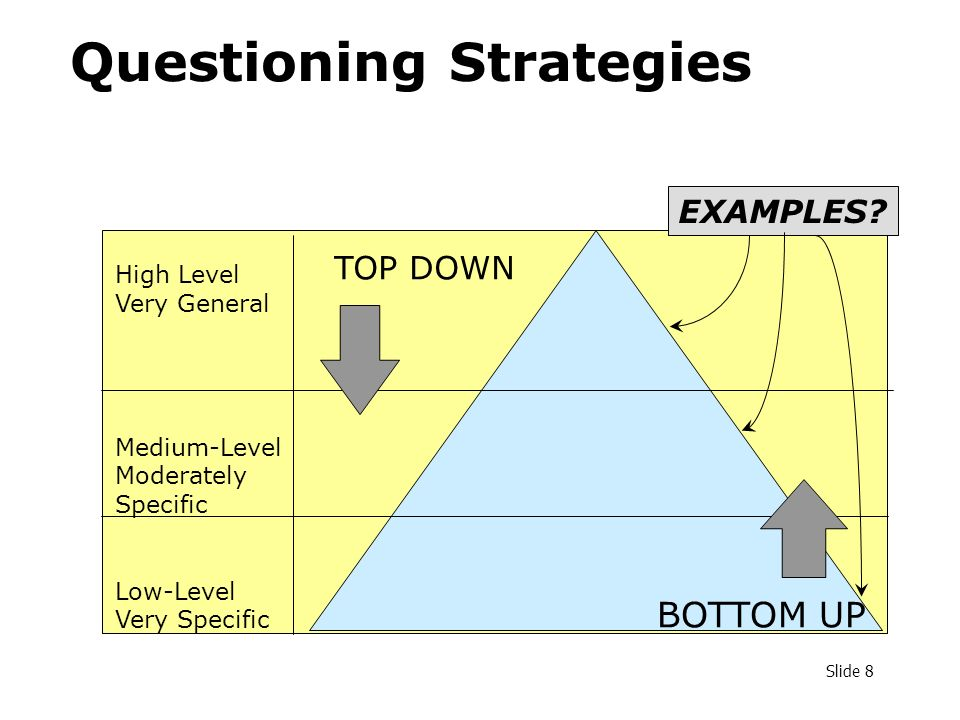 Questioning Strategies
EXAMPLES?
TOP DOWN
High Level
Very General
Medium-Level
Moderately
Specific
Low-Level
Very Specific
BOTTOM UP
Slide 8